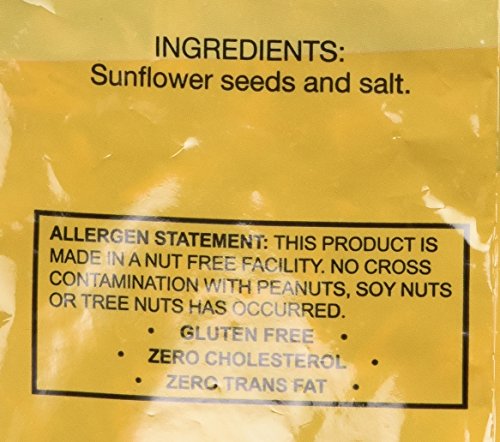 INGREDIENTS:
Sunflower seeds and salt.
ALLERGEN STATEMENT: THIS PRODUCT IS
MADE IN A NUT FREE FACILITY. NO CROSS
CONTAMINATION WITH PEANUTS, SOY NUTS
OR TREE NUTS HAS OCCURRED.
• GLUTEN FREE •
• ZERO CHOLESTEROL •
• ZERO TRANS FAT •